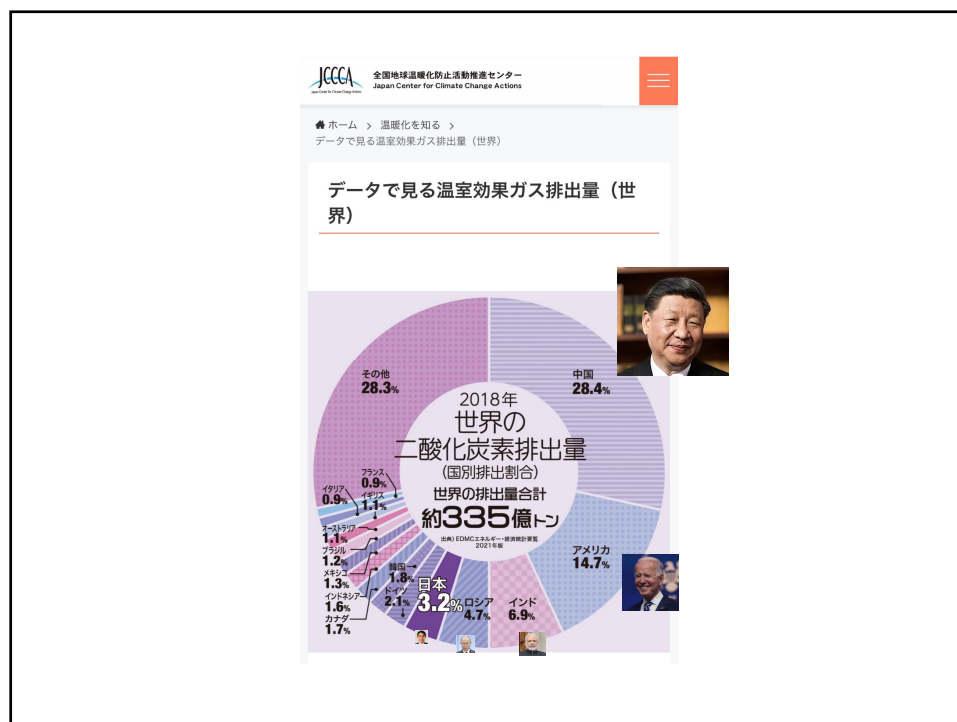 JCCCA
Japan Center for Climate Change Actions
全国地球温暖化防止活動推進センター
Japan Center for Climate Change Actions
ホーム > 温暖化を知る >
データで見る温室効果ガス排出量（世界）
データで見る温室効果ガス排出量（世
界）
その他
28.3%
中国
28.4%
2018年
世界の
二酸化炭素排出量
(国別排出割合)
世界の排出量合計
約335億トン
出典) EDMCエネルギー・経済統計要覧
2021年版
フランス
0.9%
イタリア
0.9%
イギリス
1.1%
オーストラリア
1.1%
ブラジル
1.2%
メキシコ
1.3%
インドネシア
1.6%
カナダ
1.7%
韓国
1.8%
ドイツ
2.1%
日本
3.2%
ロシア
4.7%
インド
6.9%
アメリカ
14.7%